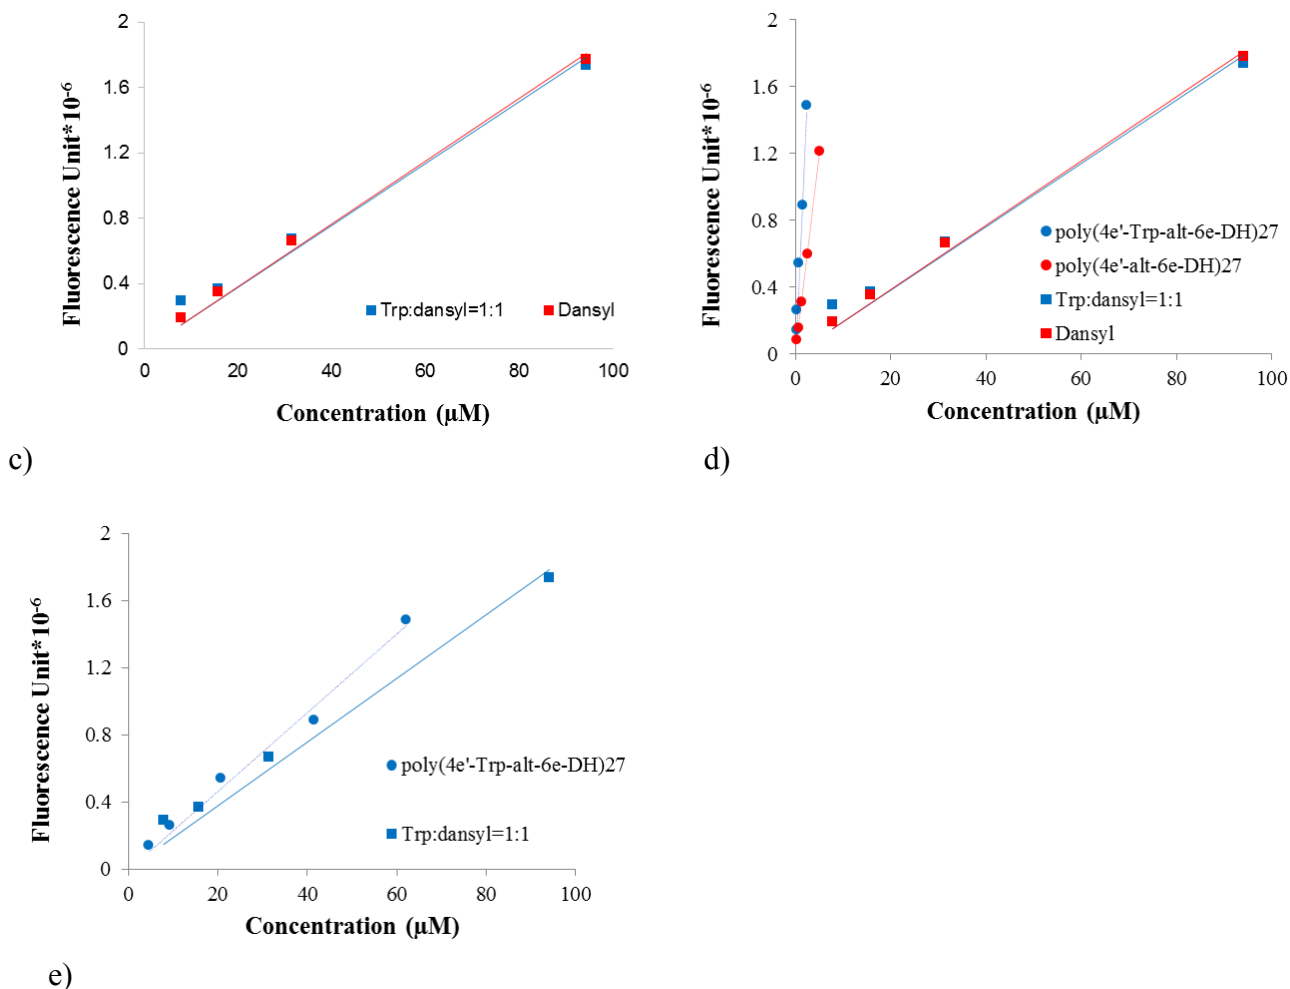 2
1.6
1.2
0.8
0.4
0
Fluorescence Unit*10-6
Trp:dansyl=1:1 Dansyl
0 20 40 60 80 100
Concentration (µM)
c)
2
1.6
1.2
0.8
0.4
0
Fluorescence Unit*10-6
poly(4e'-Trp-alt-6e-DH)27
poly(4e'-alt-6e-DH)27
Trp:dansyl=1:1
Dansyl
0 20 40 60 80 100
Concentration (µM)
d)
2
1.6
1.2
0.8
0.4
0
Fluorescence Unit*10-6
poly(4e'-Trp-alt-6e-DH)27
Trp:dansyl=1:1
0 20 40 60 80 100
Concentration (µM)
e)